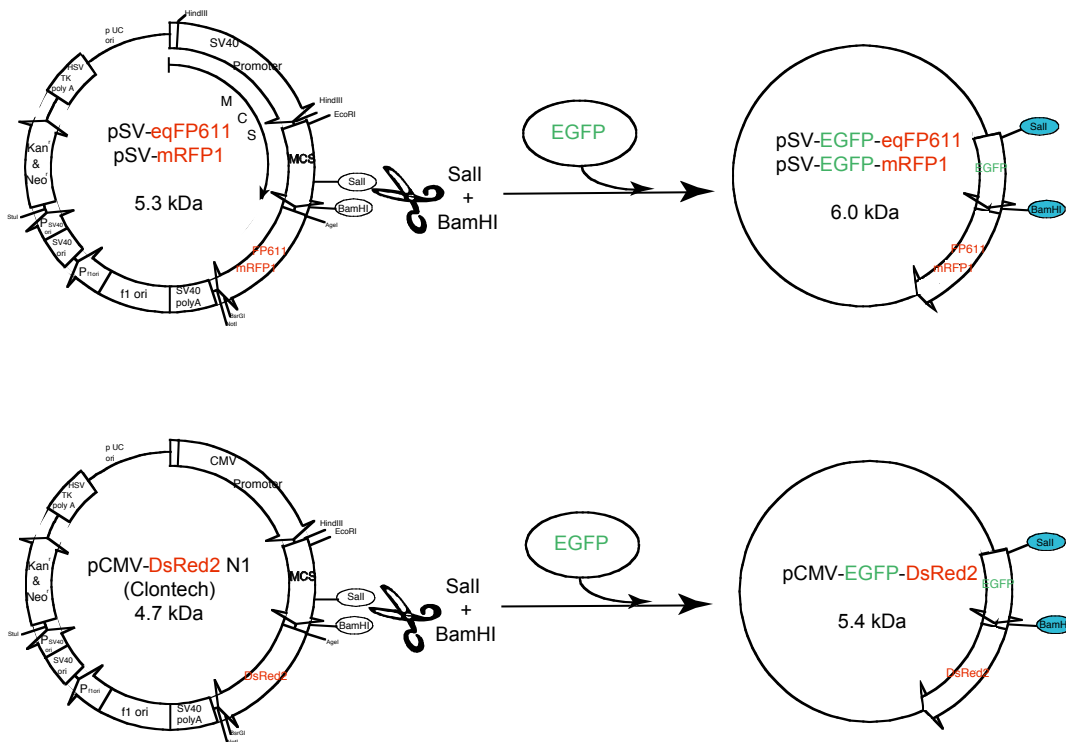 HindIII
p UC
ori
SV40
Promoter
HSV
TK
poly A
M
C
S
HindIII
EcoRI
pSV-eqFP611
pSV-mRFP1
5.3 kDa
MCS
Kan r
&
Neo r
SalI
BamHI
AgeI
SalI
+
BamHI
StuI
P SV40
ori
SV40
ori
P f1ori
f1 ori
SV40
polyA
FP611
mRFP1
BsrGI
NotI
EGFP
pSV-EGFP-eqFP611
pSV-EGFP-mRFP1
6.0 kDa
SalI
EGFP
BamHI
FP611
mRFP1
p UC
ori
CMV
Promoter
HSV
TK
poly A
HindIII
EcoRI
pCMV-DsRed2 N1
(Clontech)
4.7 kDa
MCS
Kan r
&
Neo r
SalI
BamHI
AgeI
SalI
+
BamHI
StuI
P SV40
ori
SV40
ori
P f1ori
f1 ori
SV40
polyA
DsRed2
BsrGI
EGFP
pCMV-EGFP-DsRed2
5.4 kDa
SalI
EGFP
BamHI
DsRed2